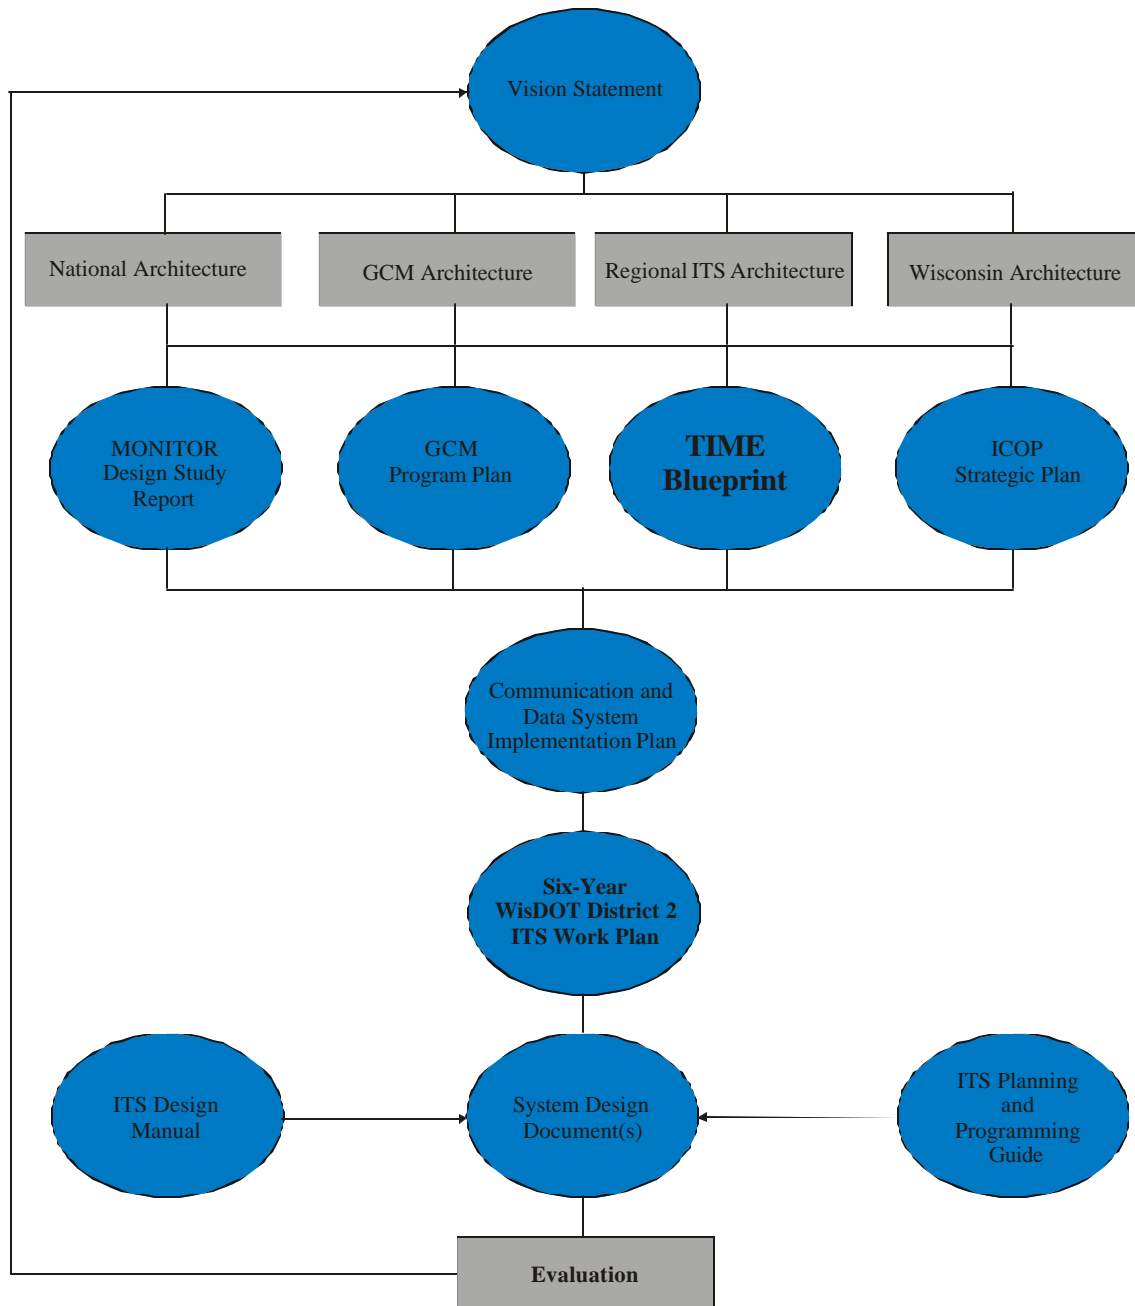 Vision Statement
National Architecture
GCM Architecture
Regional ITS Architecture
Wisconsin Architecture
MONITOR
Design Study
Report
GCM
Program Plan
TIME
Blueprint
ICOP
Strategic Plan
Communication and
Data System
Implementation Plan
Six-Year
WisDOT District 2
ITS Work Plan
ITS Design
Manual
System Design
Document(s)
ITS Planning
and
Programming
Guide
Evaluation